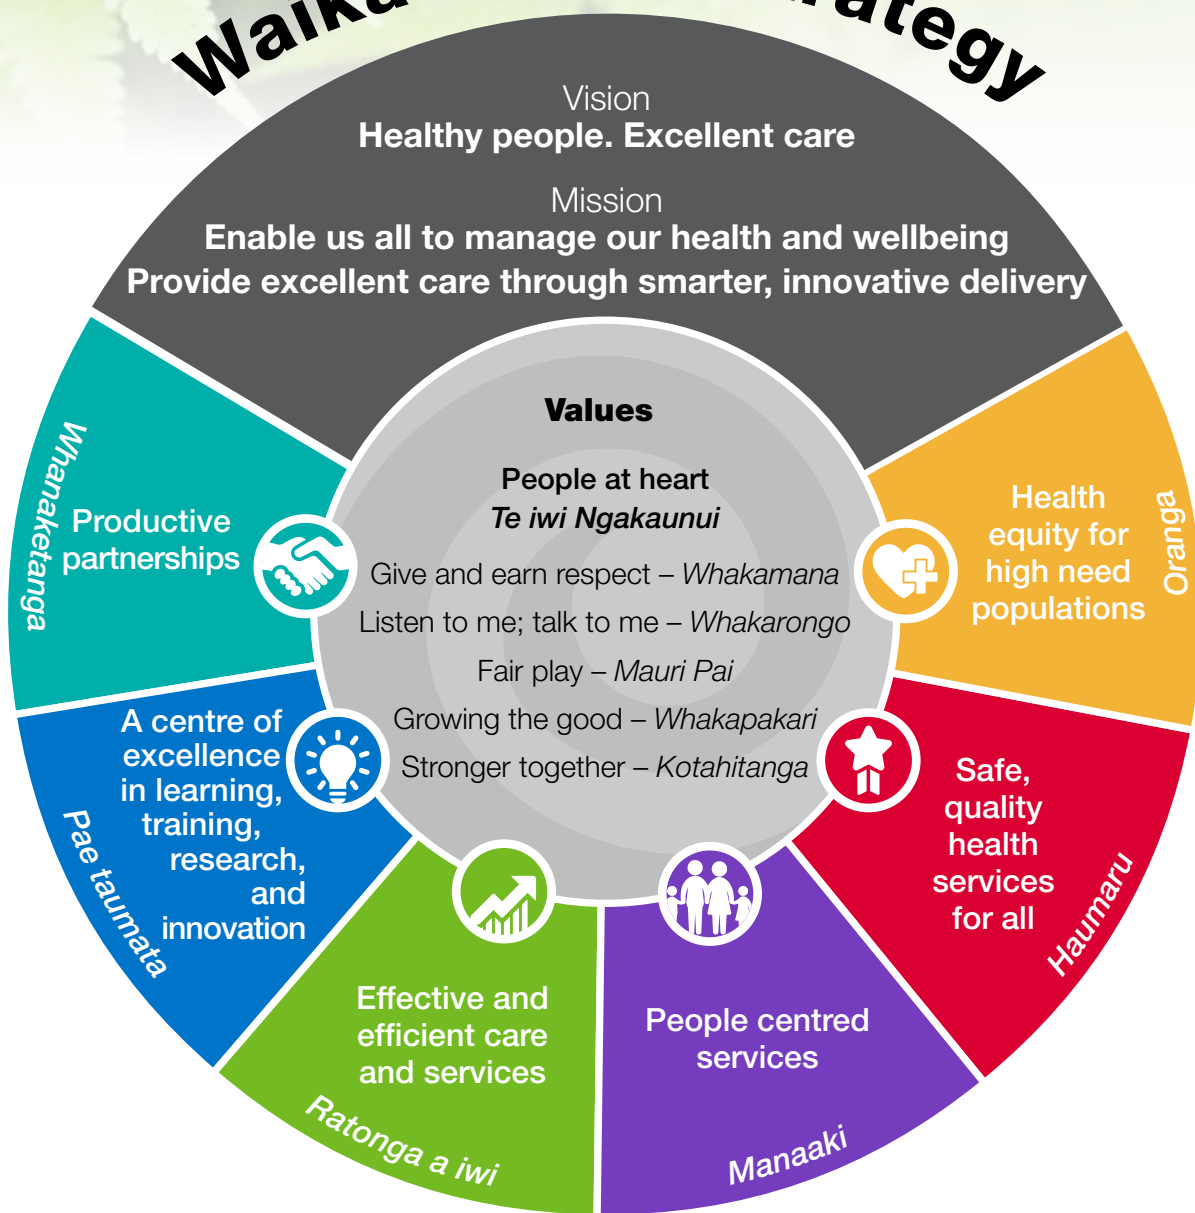 Vision
Healthy people. Excellent care
Mission
Enable us all to manage our health and wellbeing
Provide excellent care through smarter, innovative delivery
Values
People at heart
Te iwi Ngakaunui
Give and earn respect – Whakamana
Listen to me; talk to me – Whakarongo
Fair play – Mauri Pai
Growing the good – Whakapakari
Stronger together – Kotahitanga
Oranga
Health
equity for
high need
populations
Haumaru
Safe,
quality
health
services
for all
Manaaki
People centred
services
Ratonga a iwi
Effective and
efficient care
and services
Pae taumata
A centre of
excellence
in learning,
training,
research,
and
innovation
Whanaketanga
Productive
partnerships